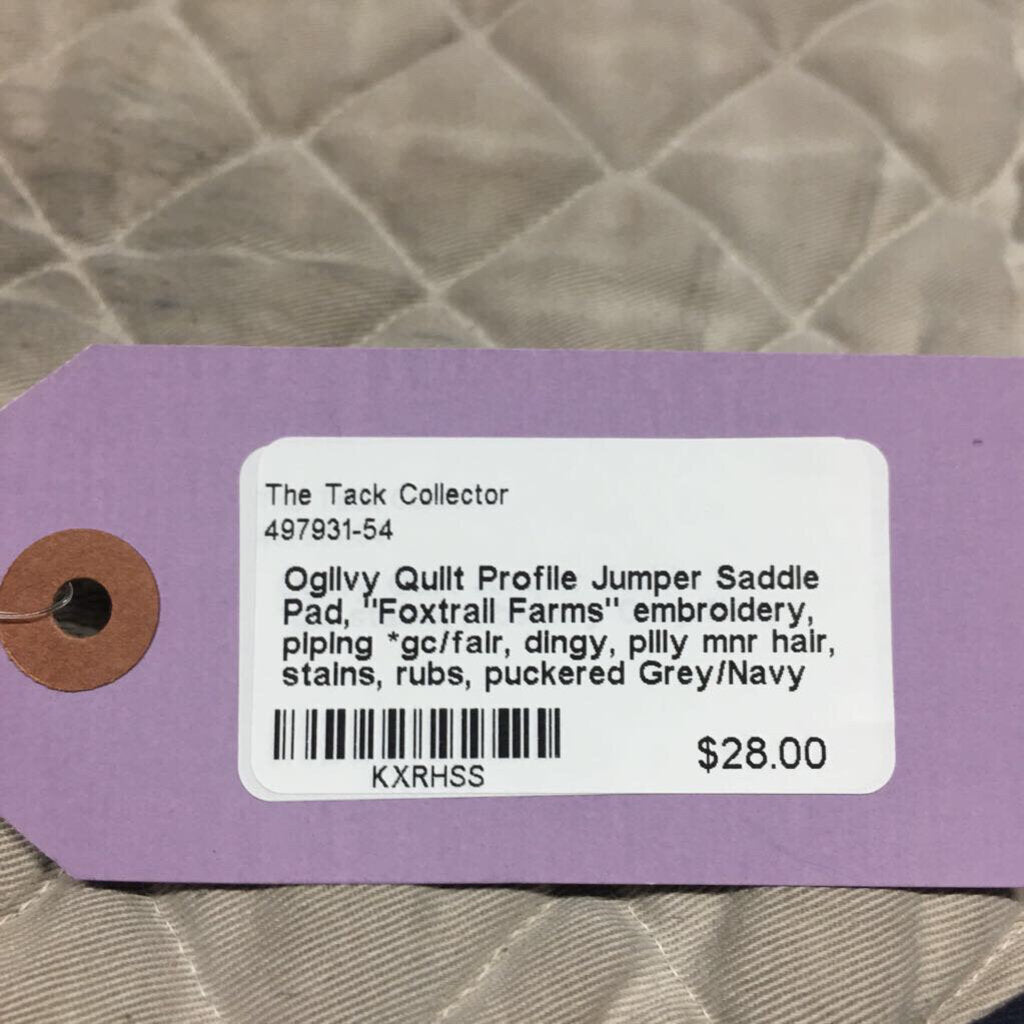 The Tack Collector
497931-54
Ogilvy Quilt Profile Jumper Saddle
Pad, "Foxtrail Farms" embroidery,
piping *gc/fair, dingy, pilly mnr hair,
stains, rubs, puckered Grey/Navy
KXRHSS
$28.00